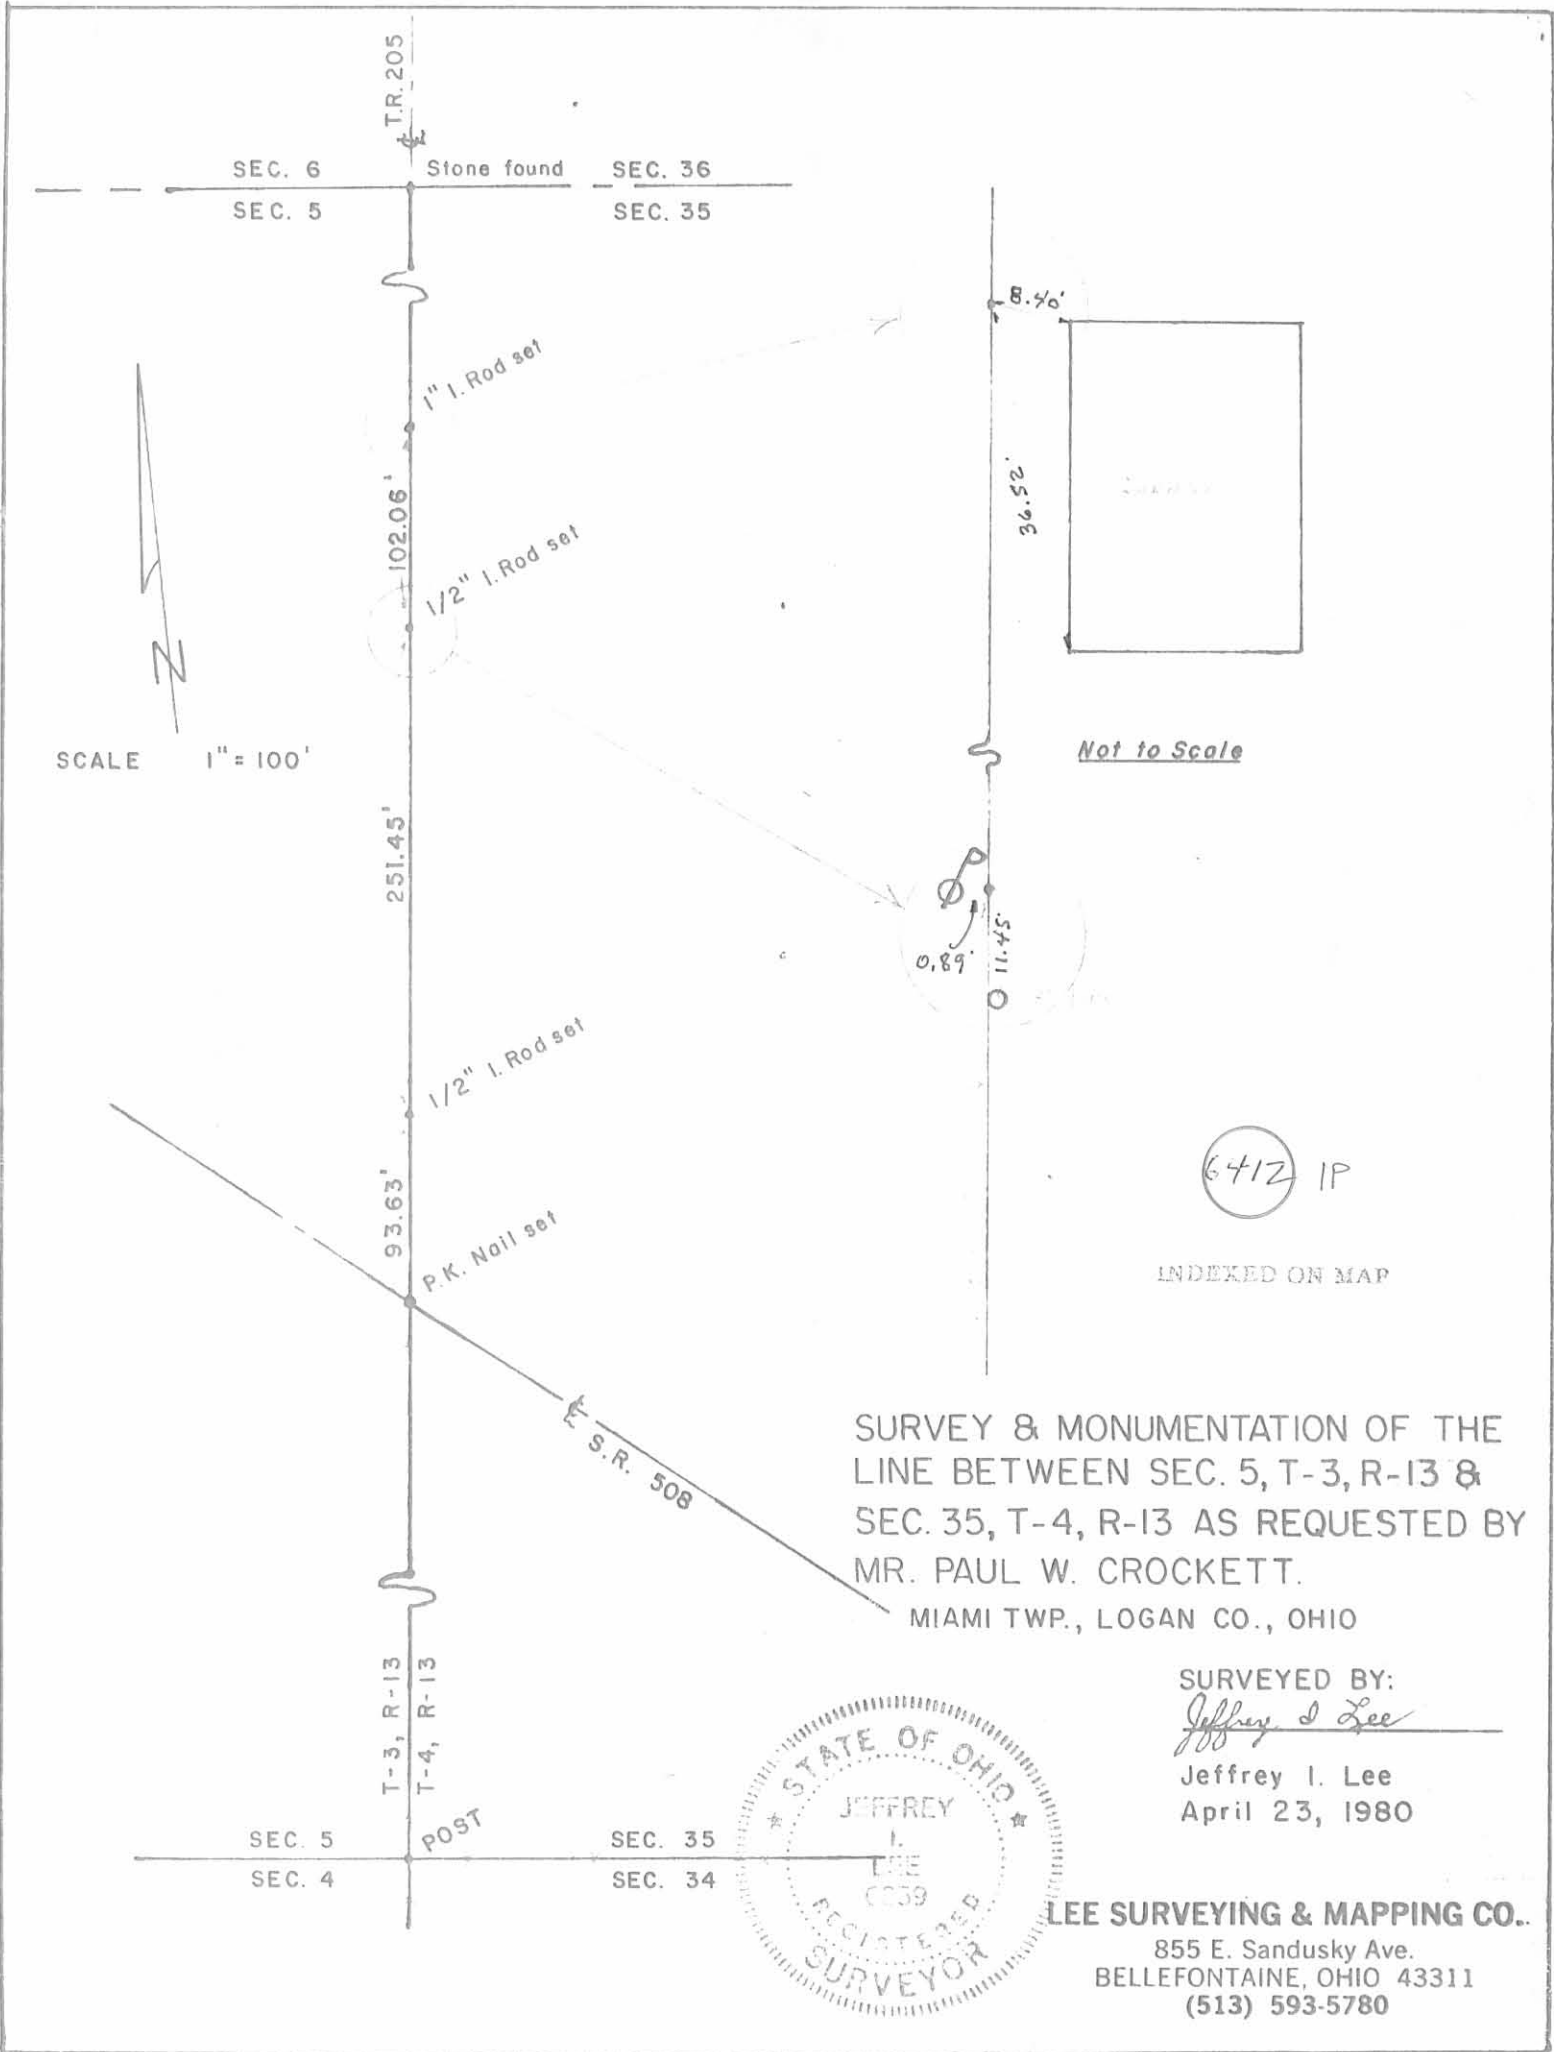 T.R. 205
℄
SEC. 6
Stone found
SEC. 36
SEC. 5
SEC. 35
8.40'
1" I. Rod set
36.52'
102.06'
1/2" I. Rod set
N
SCALE 1" = 100'
Not to Scale
251.45'
0.89'
11.45'
1/2" I. Rod set
6412 1P
93.63'
P.K. Nail set
INDEXED ON MAP
℄ S.R. 508
SURVEY & MONUMENTATION OF THE
LINE BETWEEN SEC. 5, T-3, R-13 &
SEC. 35, T-4, R-13 AS REQUESTED BY
MR. PAUL W. CROCKETT.
MIAMI TWP., LOGAN CO., OHIO
T-3, R-13
T-4, R-13
SURVEYED BY:
Jeffrey I Lee
Jeffrey I. Lee
April 23, 1980
STATE OF OHIO
JEFFREY
I.
LEE
REGISTERED
SURVEYOR
POST
SEC. 5
SEC. 35
SEC. 4
SEC. 34
LEE SURVEYING & MAPPING CO.
855 E. Sandusky Ave.
BELLEFONTAINE, OHIO 43311
(513) 593-5780